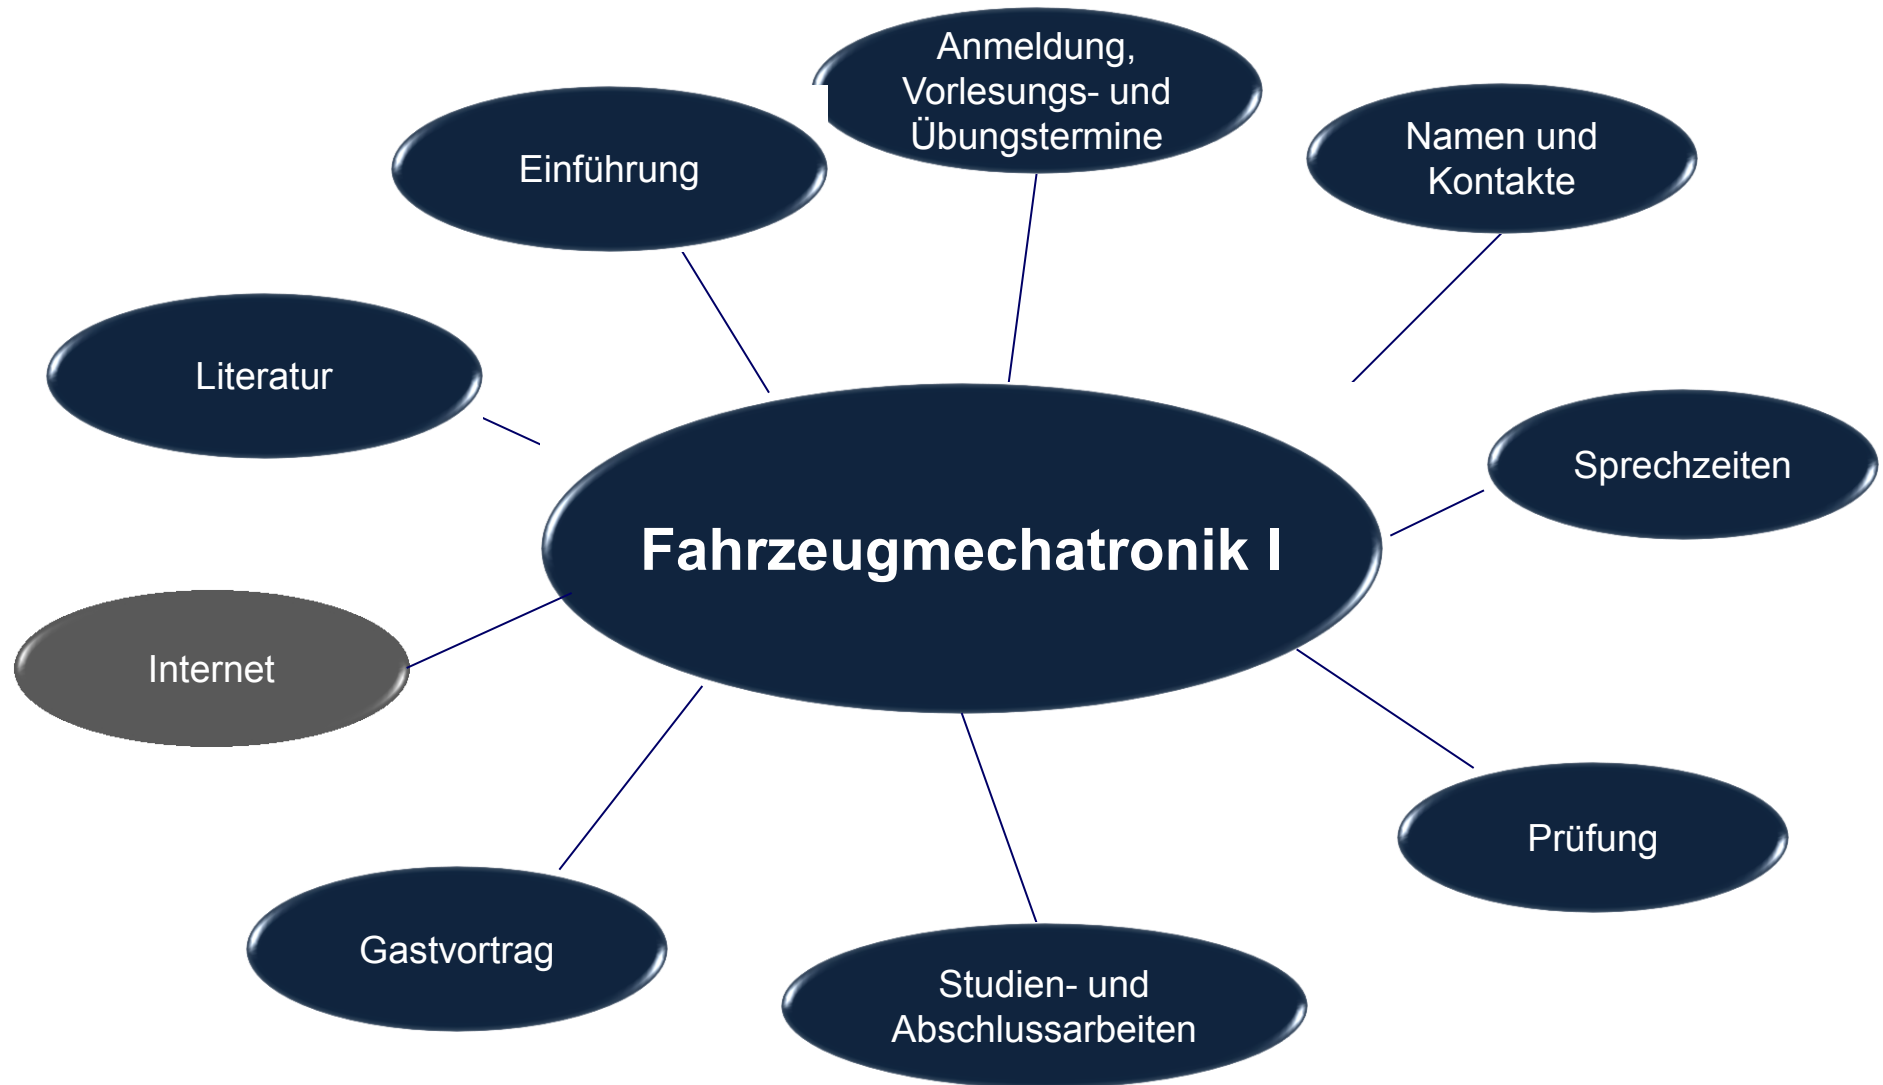 Anmeldung,
Vorlesungs- und
Übungstermine
Namen und
Kontakte
Einführung
Literatur
Sprechzeiten
Fahrzeugmechatronik I
Internet
Prüfung
Gastvortrag
Studien- und
Abschlussarbeiten